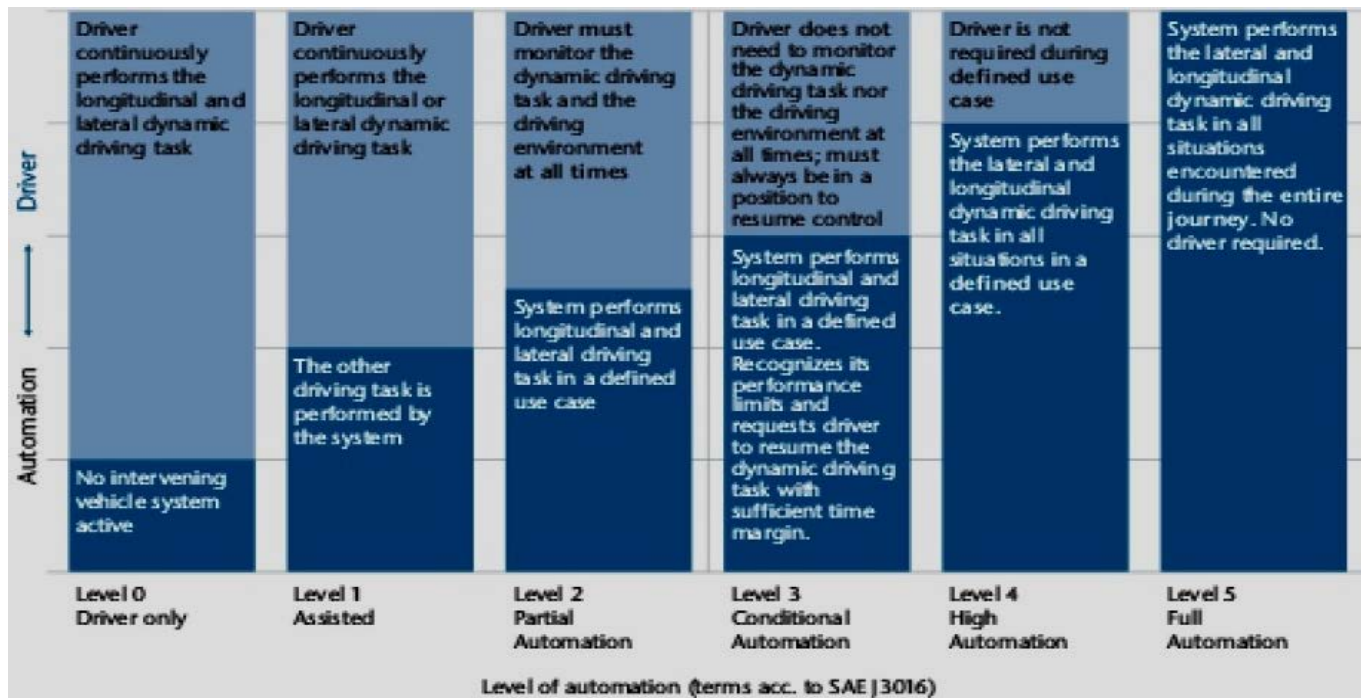 Driver
continuously
performs the
longitudinal and
lateral dynamic
driving task
No intervening
vehicle system
active
Driver
continuously
performs the
longitudinal or
lateral dynamic
driving task
The other
driving task is
performed by
the system
Driver must
monitor the
dynamic driving
task and the
driving
environment
at all times
System performs
longitudinal and
lateral driving
task in a defined
use case
Driver does not
need to monitor
the dynamic
driving task nor
the driving
environment at
all times; must
always be in a
position to
resume control
System performs
longitudinal and
lateral driving
task in a defined
use case.
Recognizes its
performance
limits and
requests driver
to resume the
dynamic driving
task with
sufficient time
margin.
Driver is not
required during
defined use
case
System performs
the lateral and
longitudinal
dynamic driving
task in all
situations in a
defined use
case.
System performs
the lateral and
longitudinal
dynamic driving
task in all
situations
encountered
during the entire
journey. No
driver required.
Driver
Automation
Level 0
Driver only
Level 1
Assisted
Level 2
Partial
Automation
Level 3
Conditional
Automation
Level 4
High
Automation
Level 5
Full
Automation
Level of automation (terms acc. to SAE J3016)